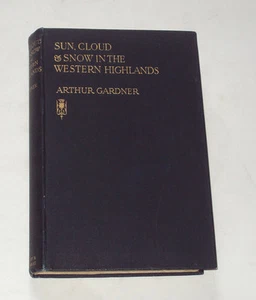 SUN, CLOUD
& SNOW IN THE
WESTERN HIGHLANDS
ARTHUR GARDNER